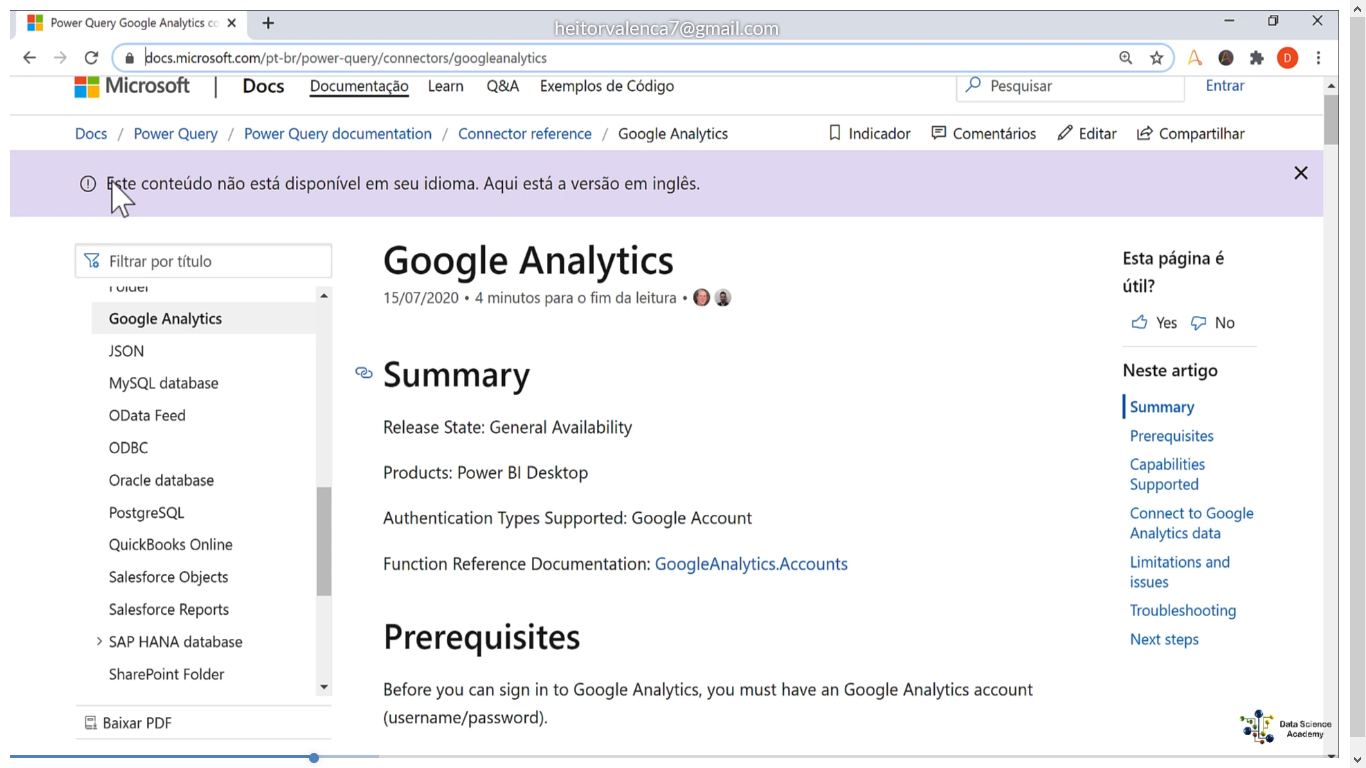 Power Query Google Analytics co
heitorvalenca7@gmail.com
docs.microsoft.com/pt-br/power-query/connectors/googleanalytics
D
Microsoft | Docs Documentação Learn Q&A Exemplos de Código
Pesquisar
Entrar
Docs / Power Query / Power Query documentation / Connector reference / Google Analytics
Indicador Comentários Editar Compartilhar
Este conteúdo não está disponível em seu idioma. Aqui está a versão em inglês.
Filtrar por título
Folder
Google Analytics
JSON
MySQL database
OData Feed
ODBC
Oracle database
PostgreSQL
QuickBooks Online
Salesforce Objects
Salesforce Reports
SAP HANA database
SharePoint Folder
Baixar PDF
Google Analytics
15/07/2020 • 4 minutos para o fim da leitura •
Summary
Release State: General Availability
Products: Power BI Desktop
Authentication Types Supported: Google Account
Function Reference Documentation: GoogleAnalytics.Accounts
Prerequisites
Before you can sign in to Google Analytics, you must have an Google Analytics account
(username/password).
Esta página é
útil?
Yes No
Neste artigo
Summary
Prerequisites
Capabilities
Supported
Connect to Google
Analytics data
Limitations and
issues
Troubleshooting
Next steps
Data Science
Academy